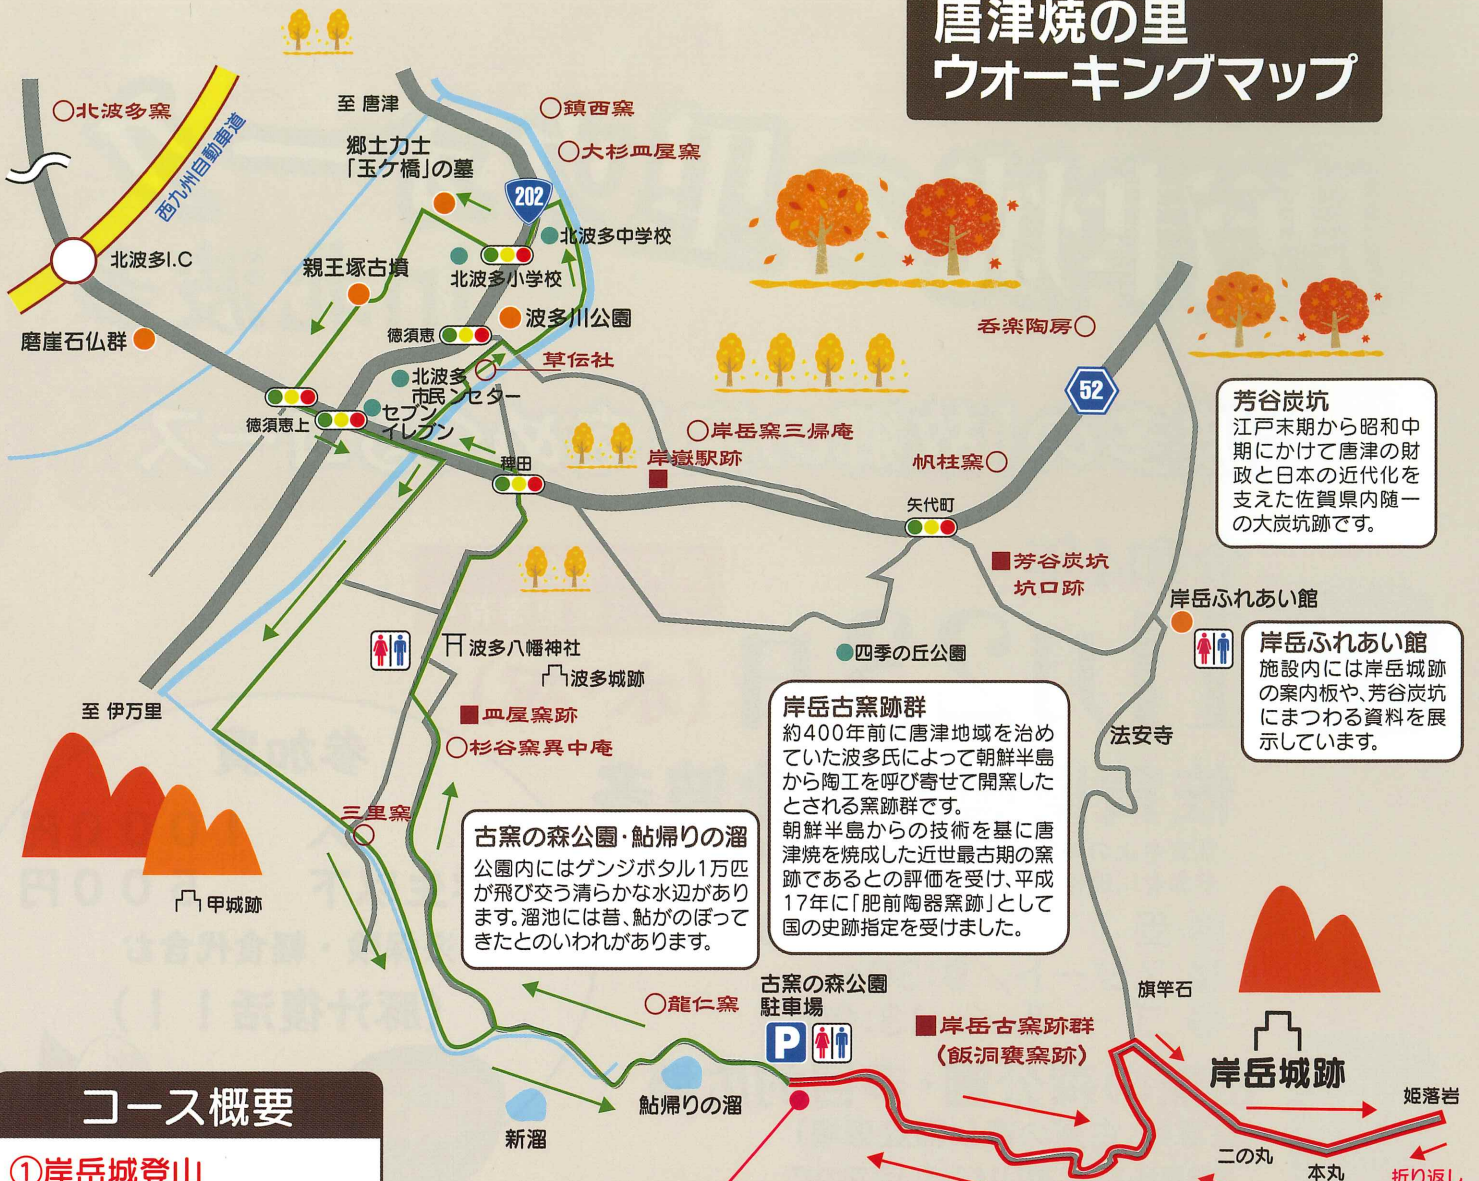 唐津焼の里
ウォーキングマップ
○北波多窯
西九州自動車道
北波多I.C
磨崖石仏群
至 唐津
郷土力士
「玉ケ橋」の墓
親王塚古墳
202
○鎮西窯
○大杉皿屋窯
北波多中学校
北波多小学校
徳須恵
波多川公園
草伝社
北波多
市民センター
セブン
イレブン
徳須恵上
稗田
○岸岳窯三帰庵
岸嶽駅跡
呑楽陶房○
52
帆柱窯○
矢代町
芳谷炭坑
坑口跡
芳谷炭坑
江戸末期から昭和中
期にかけて唐津の財
政と日本の近代化を
支えた佐賀県内随一
の大炭坑跡です。
岸岳ふれあい館
岸岳ふれあい館
施設内には岸岳城跡
の案内板や、芳谷炭坑
にまつわる資料を展
示しています。
四季の丘公園
法安寺
波多八幡神社
波多城跡
皿屋窯跡
○杉谷窯異中庵
至 伊万里
三里窯
甲城跡
岸岳古窯跡群
約400年前に唐津地域を治め
ていた波多氏によって朝鮮半島
から陶工を呼び寄せて開窯した
とされる窯跡群です。
朝鮮半島からの技術を基に唐
津焼を焼成した近世最古期の窯
跡であるとの評価を受け、平成
17年に「肥前陶器窯跡」として
国の史跡指定を受けました。
古窯の森公園・鮎帰りの溜
公園内にはゲンジボタル1万匹
が飛び交う清らかな水辺があり
ます。溜池には昔、鮎がのぼって
きたとのいわれがあります。
○龍仁窯
古窯の森公園
駐車場
P
岸岳古窯跡群
(飯洞甕窯跡)
旗竿石
岸岳城跡
姫落岩
二の丸
本丸
折り返し
鮎帰りの溜
新溜
コース概要
①岸岳城登山